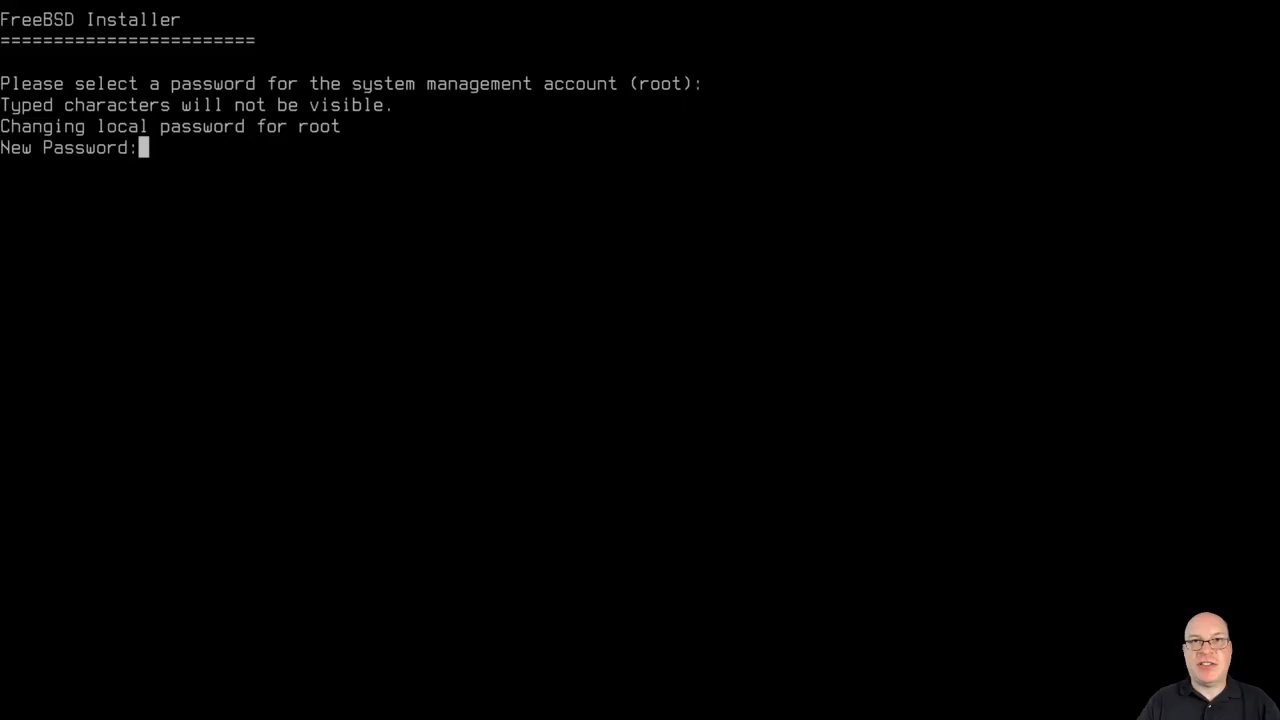 FreeBSD Installer
========================
Please select a password for the system management account (root):
Typed characters will not be visible.
Changing local password for root
New Password: